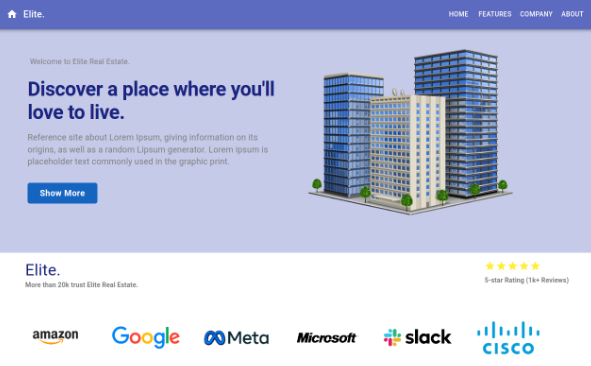 Elite.
HOME FEATURES COMPANY ABOUT
Welcome to Elite Real Estate.
Discover a place where you'll
love to live.
Reference site about Lorem Ipsum, giving information on its
origins, as well as a random Lipsum generator. Lorem ipsum is
placeholder text commonly used in the graphic print.
Show More
Elite.
More than 20k trust Elite Real Estate.
5-star Rating (1k+ Reviews)
amazon
Google
Meta
Microsoft
slack
CISCO